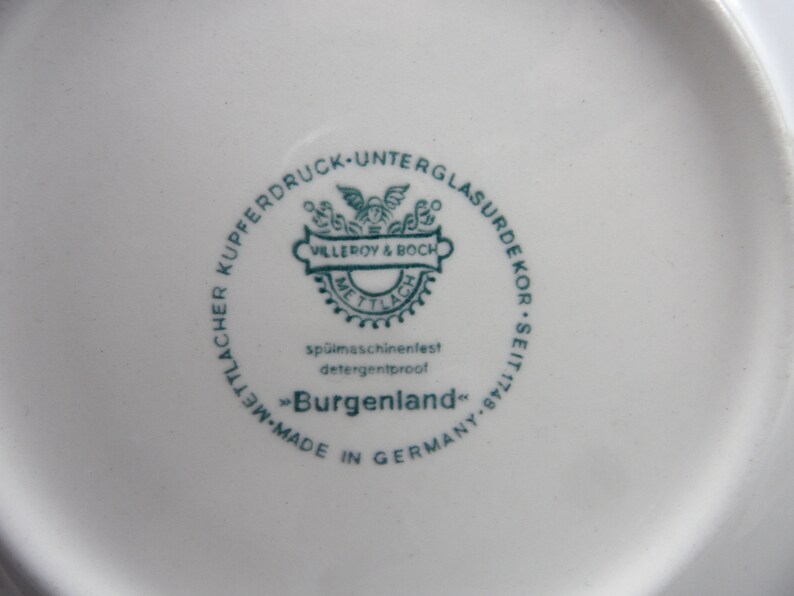 METTLACHER KUPFERDRUCK · UNTERGLASURDEKOR · SEIT 1748 · MADE IN GERMANY ·
VILLEROY & BOCH
METTLACH
spülmaschinenfest
detergentproof
»Burgenland«